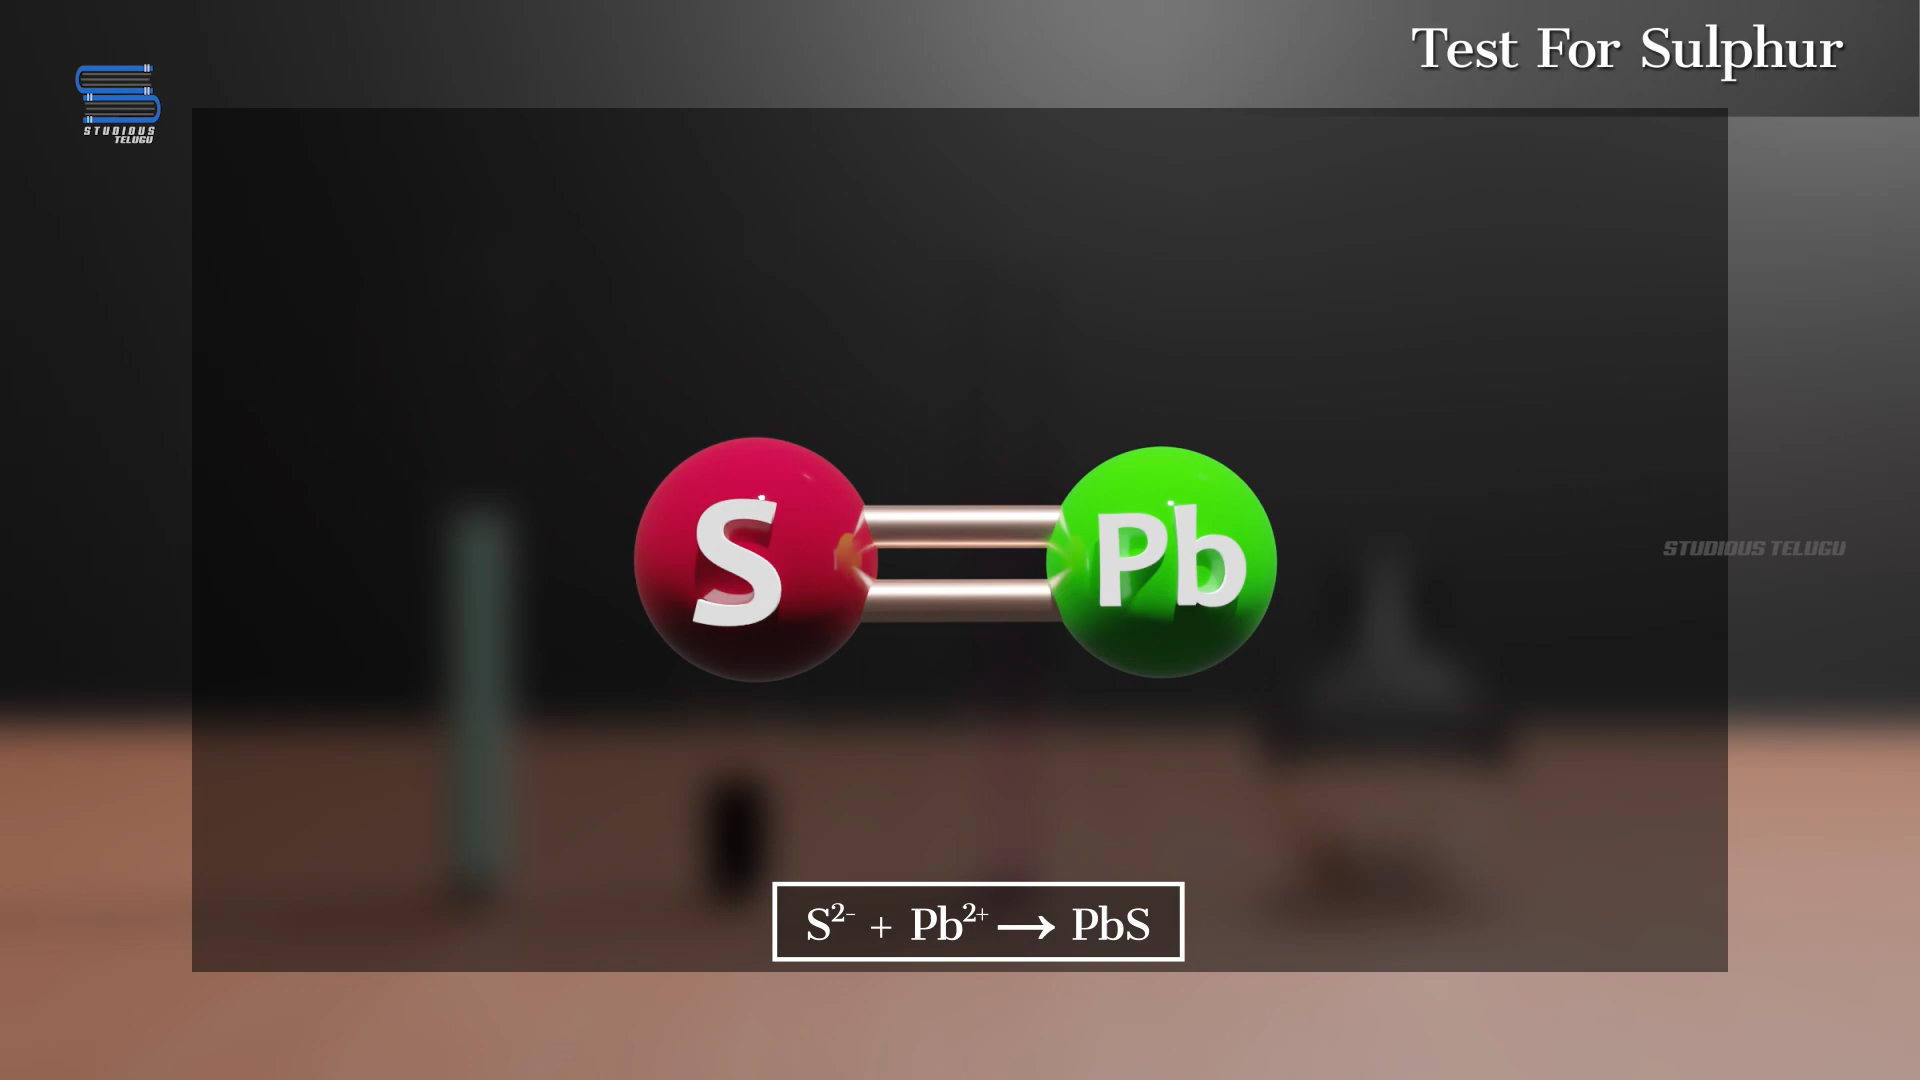 Test For Sulphur
STUDIOUS
TELUGU
S
Pb
STUDIOUS TELUGU
S²⁻ + Pb²⁺ ⟶ PbS